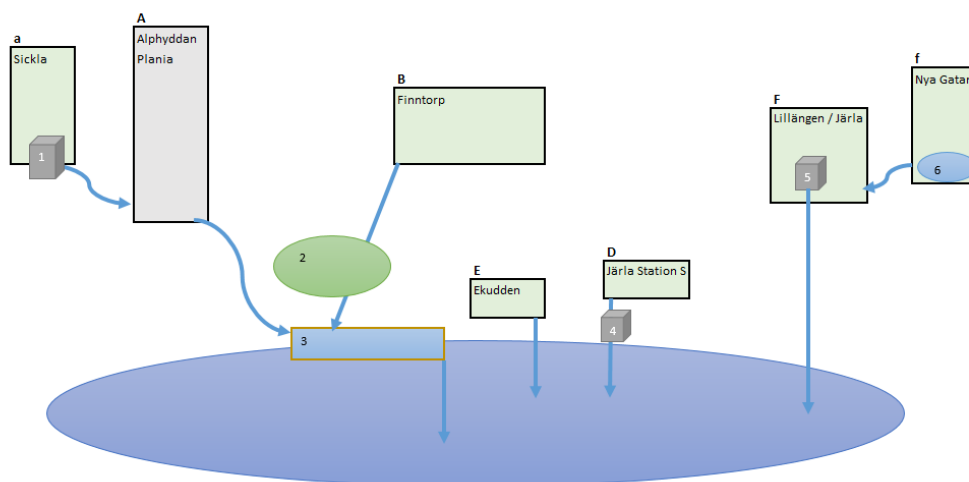 a
Sickla
1
A
Alphyddan
Plania
B
Finntorp
2
3
E
Ekudden
D
Järla Station S
4
F
Lillängen / Järla
5
f
Nya Gatan
6